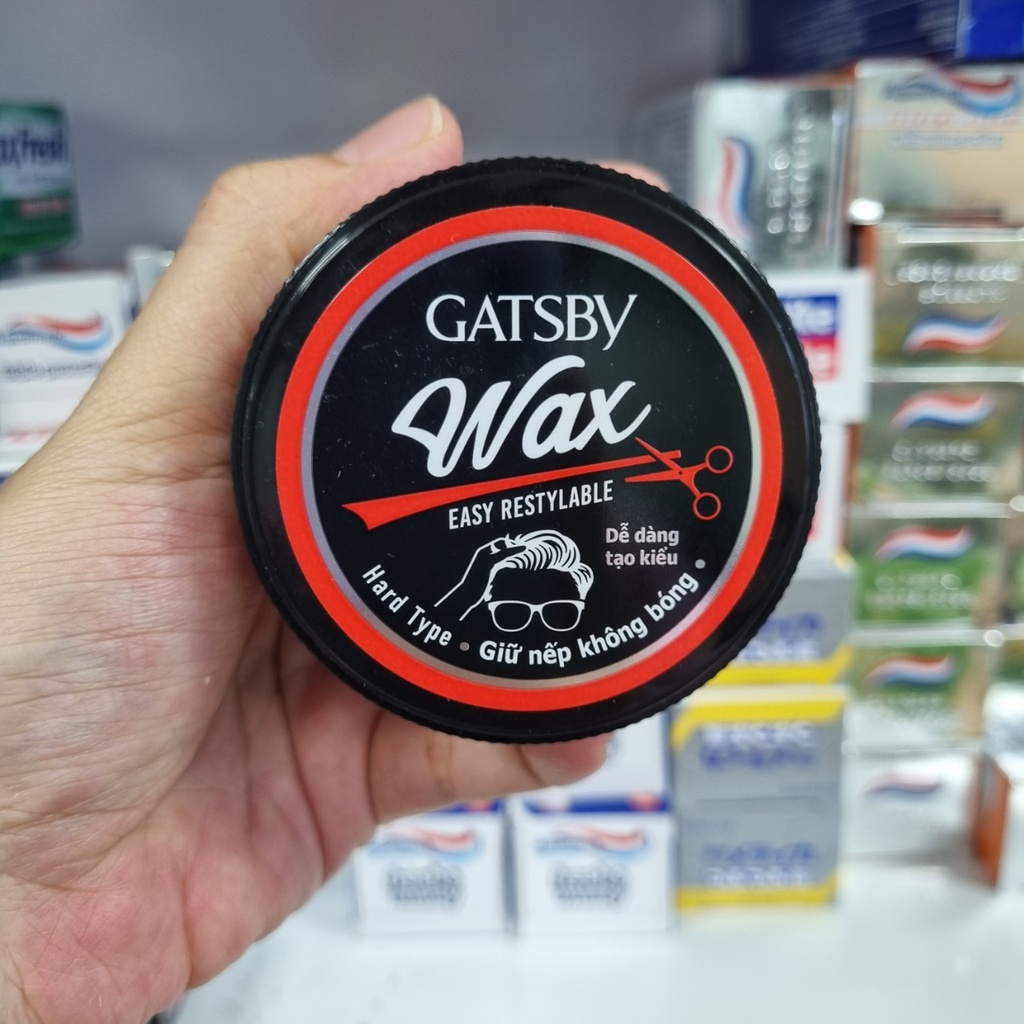 GATSBY
Wax
EASY RESTYLABLE
Dễ dàng
tạo kiểu
Hard Type • Giữ nếp không bóng •